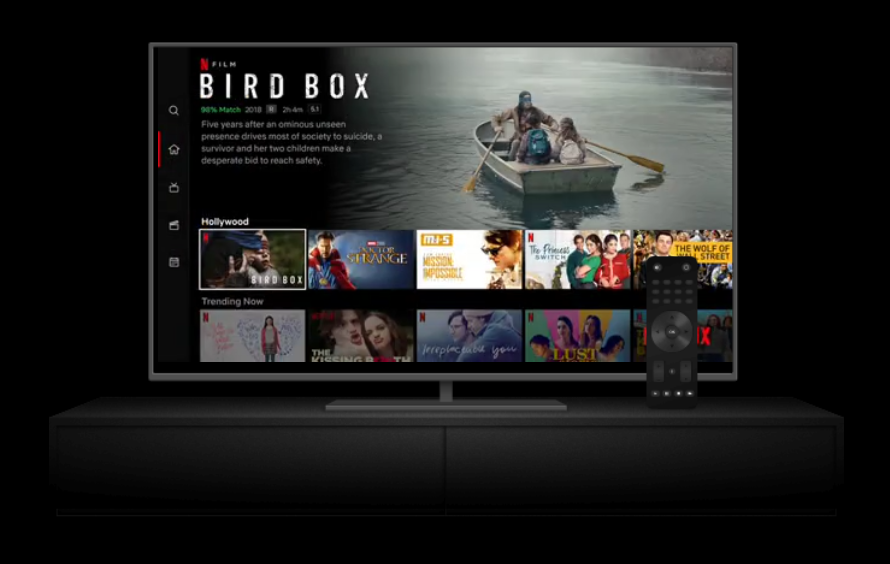 N FILM
BIRD BOX
98% Match 2018 R 2h 4m 5.1
Five years after an ominous unseen
presence drives most of society to suicide, a
survivor and her two children make a
desperate bid to reach safety.
Hollywood
BIRD BOX
DOCTOR STRANGE
M:I-5
MISSION: IMPOSSIBLE
N The Princess SWITCH
THE WOLF OF WALL STREET
Trending Now
THE KISSING BOOTH
Irreplaceable you
LUST